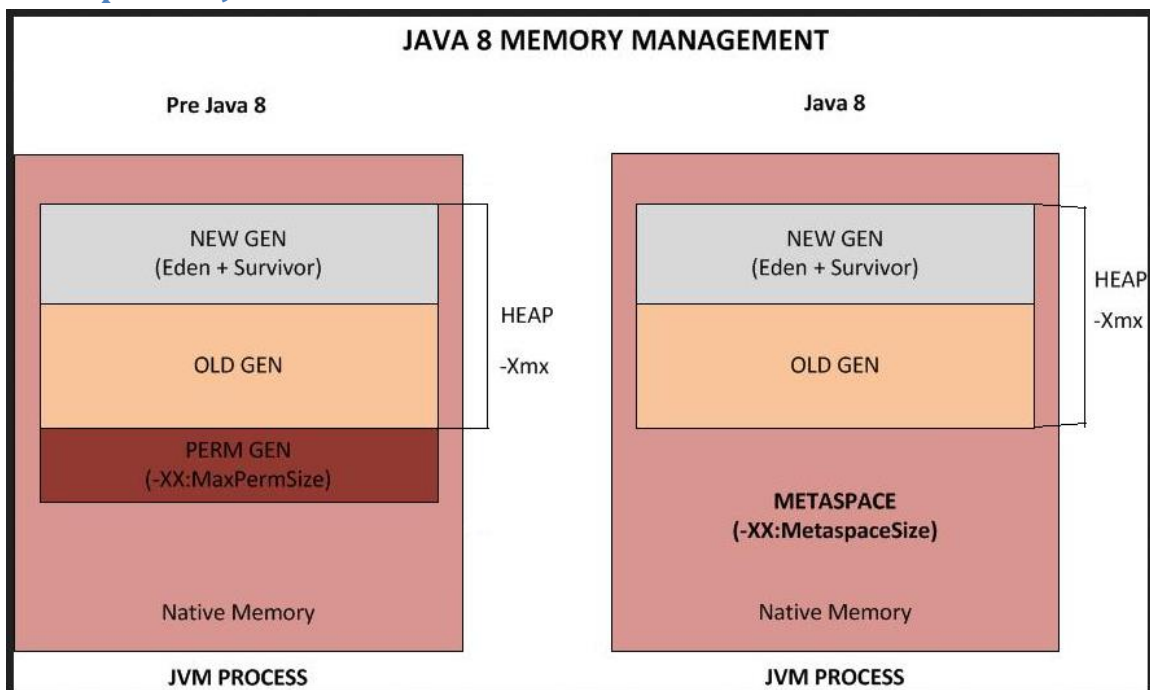 JAVA 8 MEMORY MANAGEMENT
Pre Java 8
NEW GEN
(Eden + Survivor)
OLD GEN
HEAP
-Xmx
PERM GEN
(-XX:MaxPermSize)
Native Memory
JVM PROCESS
Java 8
NEW GEN
(Eden + Survivor)
OLD GEN
HEAP
-Xmx
METASPACE
(-XX:MetaspaceSize)
Native Memory
JVM PROCESS